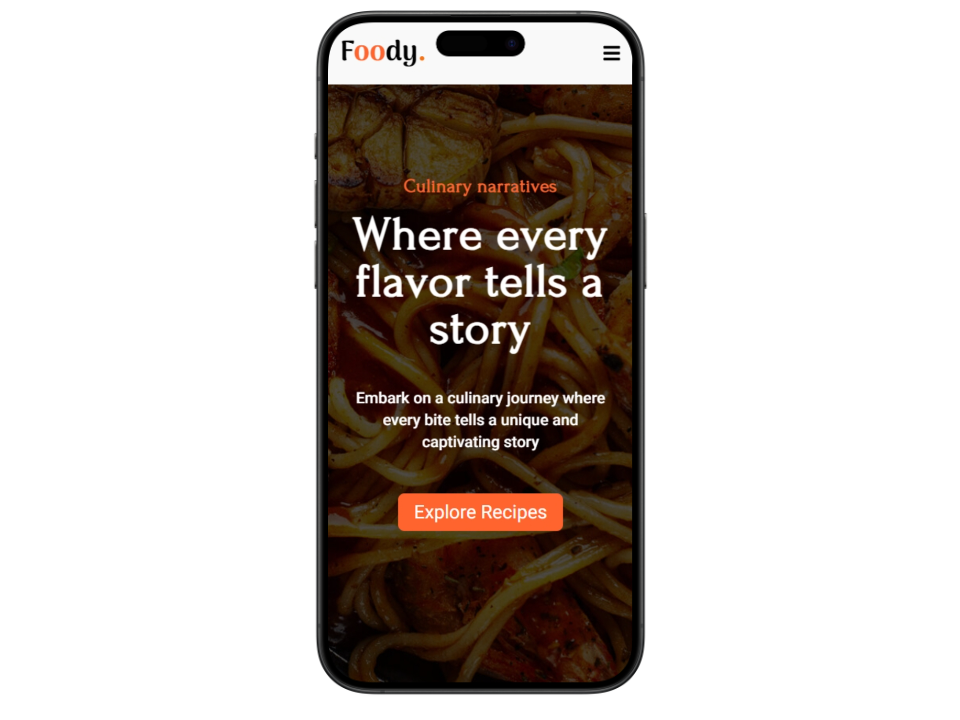 Foody.
Culinary narratives
Where every
flavor tells a
story
Embark on a culinary journey where
every bite tells a unique and
captivating story
Explore Recipes